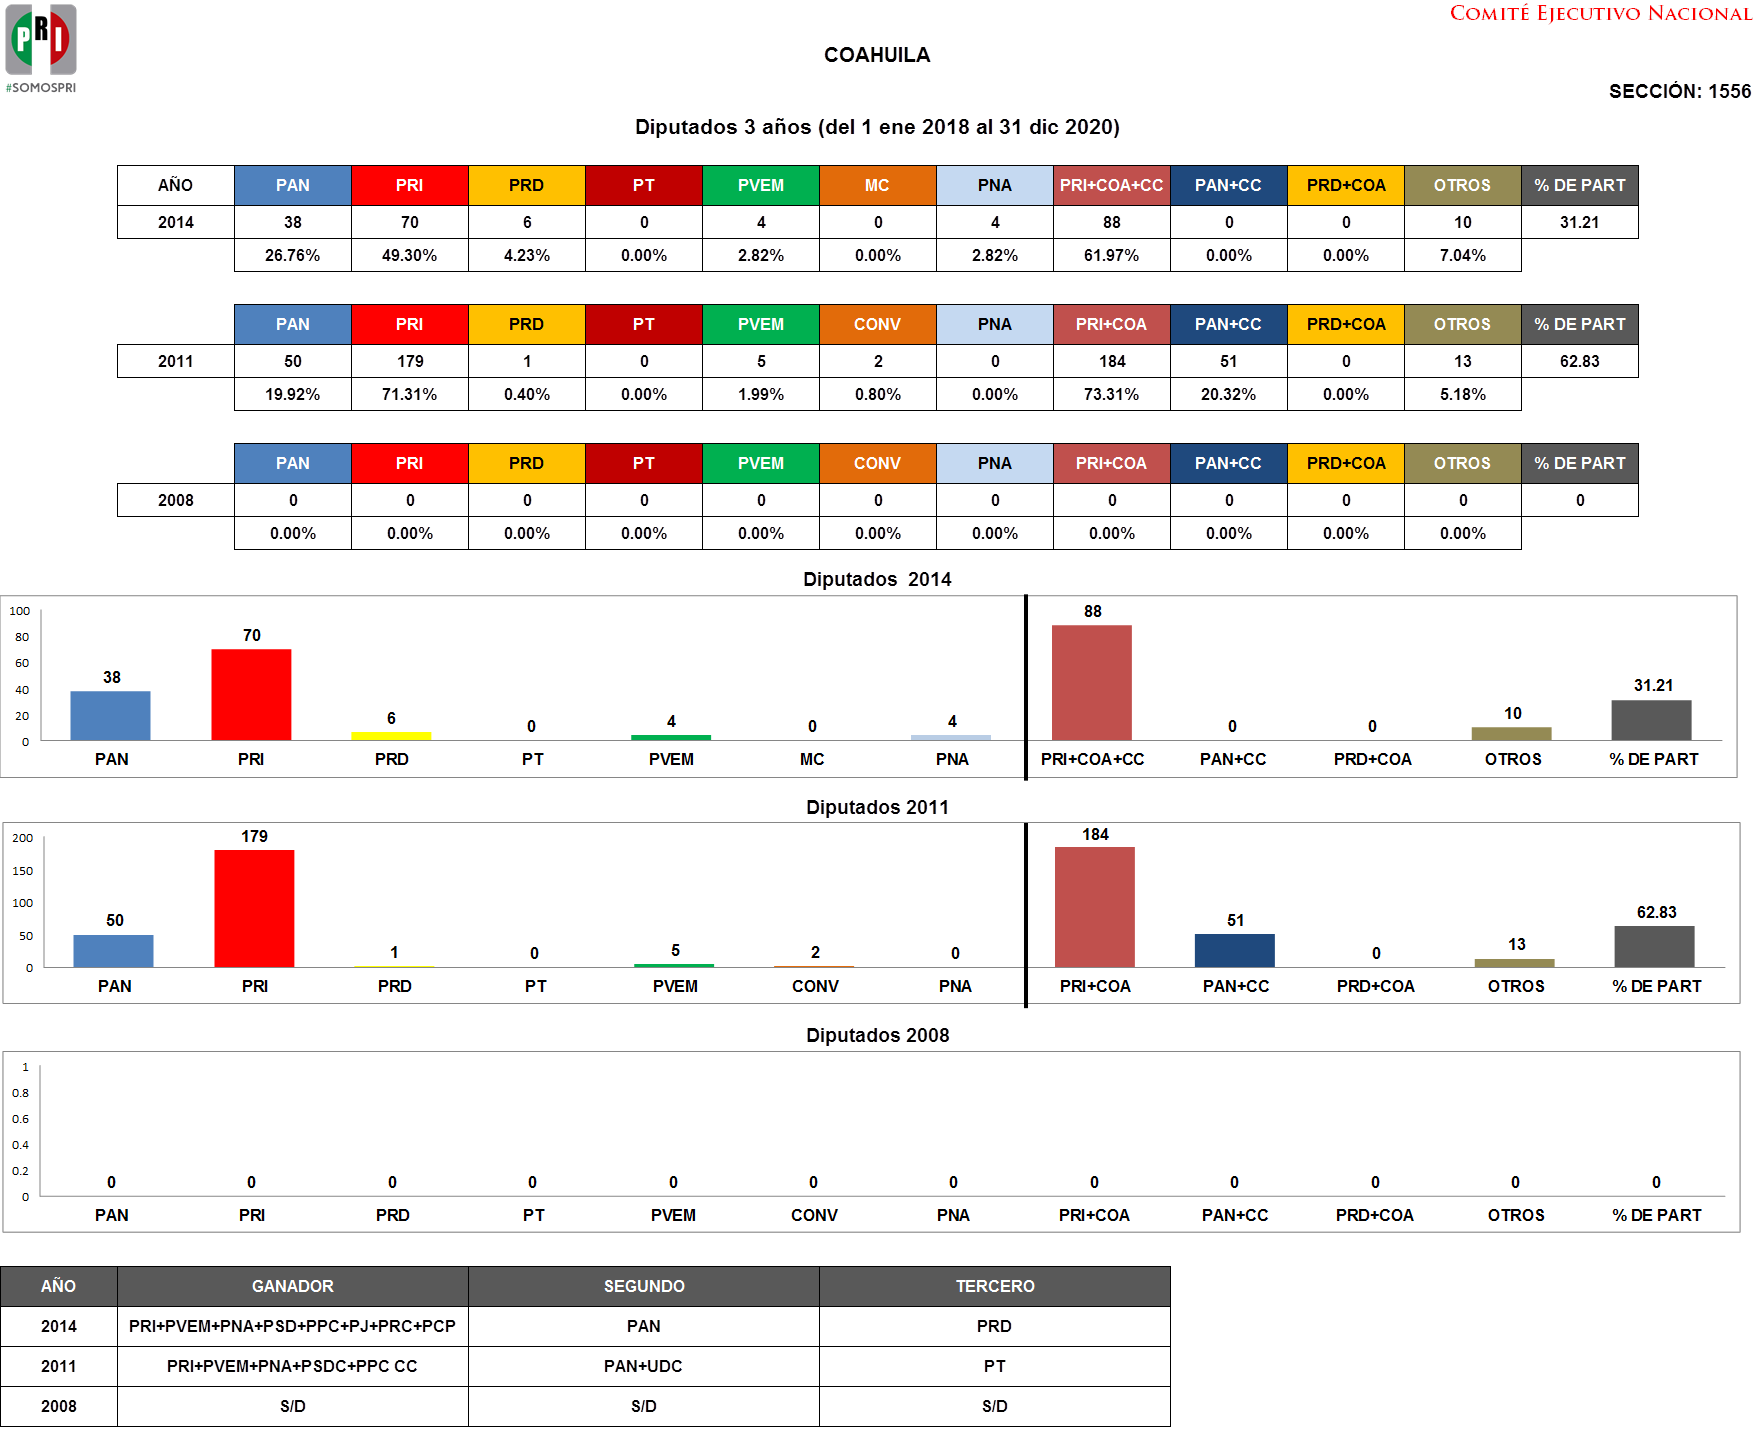 PRI
#SOMOSPRI
COMITÉ EJECUTIVO NACIONAL
COAHUILA
SECCIÓN: 1556
Diputados 3 años (del 1 ene 2018 al 31 dic 2020)
AÑO PAN PRI PRD PT PVEM MC PNA PRI+COA+CC PAN+CC PRD+COA OTROS % DE PART
2014 38 70 6 0 4 0 4 88 0 0 10 31.21
26.76% 49.30% 4.23% 0.00% 2.82% 0.00% 2.82% 61.97% 0.00% 0.00% 7.04%
PAN PRI PRD PT PVEM CONV PNA PRI+COA PAN+CC PRD+COA OTROS % DE PART
2011 50 179 1 0 5 2 0 184 51 0 13 62.83
19.92% 71.31% 0.40% 0.00% 1.99% 0.80% 0.00% 73.31% 20.32% 0.00% 5.18%
PAN PRI PRD PT PVEM CONV PNA PRI+COA PAN+CC PRD+COA OTROS % DE PART
2008 0 0 0 0 0 0 0 0 0 0 0 0
0.00% 0.00% 0.00% 0.00% 0.00% 0.00% 0.00% 0.00% 0.00% 0.00% 0.00%
Diputados 2014
100
80
60
40
20
0
38 70 6 0 4 0 4 88 0 0 10 31.21
PAN PRI PRD PT PVEM MC PNA PRI+COA+CC PAN+CC PRD+COA OTROS % DE PART
Diputados 2011
200
150
100
50
0
50 179 1 0 5 2 0 184 51 0 13 62.83
PAN PRI PRD PT PVEM CONV PNA PRI+COA PAN+CC PRD+COA OTROS % DE PART
Diputados 2008
1
0.8
0.6
0.4
0.2
0
0 0 0 0 0 0 0 0 0 0 0 0
PAN PRI PRD PT PVEM CONV PNA PRI+COA PAN+CC PRD+COA OTROS % DE PART
AÑO GANADOR SEGUNDO TERCERO
2014 PRI+PVEM+PNA+PSD+PPC+PJ+PRC+PCP PAN PRD
2011 PRI+PVEM+PNA+PSDC+PPC CC PAN+UDC PT
2008 S/D S/D S/D